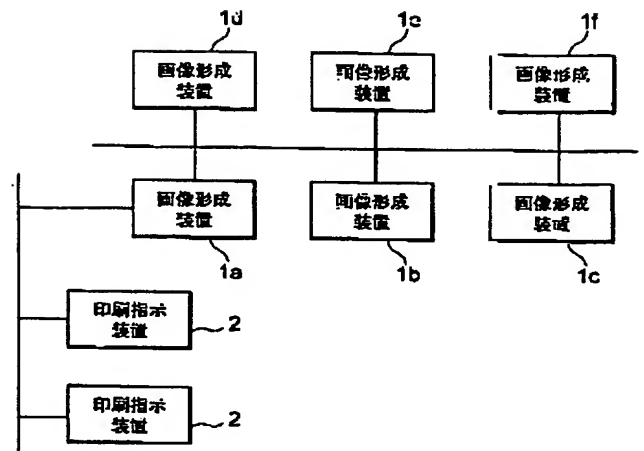 1d
1e
1f
画像形成
装置
画像形成
装置
画像形成
装置
画像形成
装置
画像形成
装置
画像形成
装置
1a
1b
1c
印刷指示
装置
2
印刷指示
装置
2